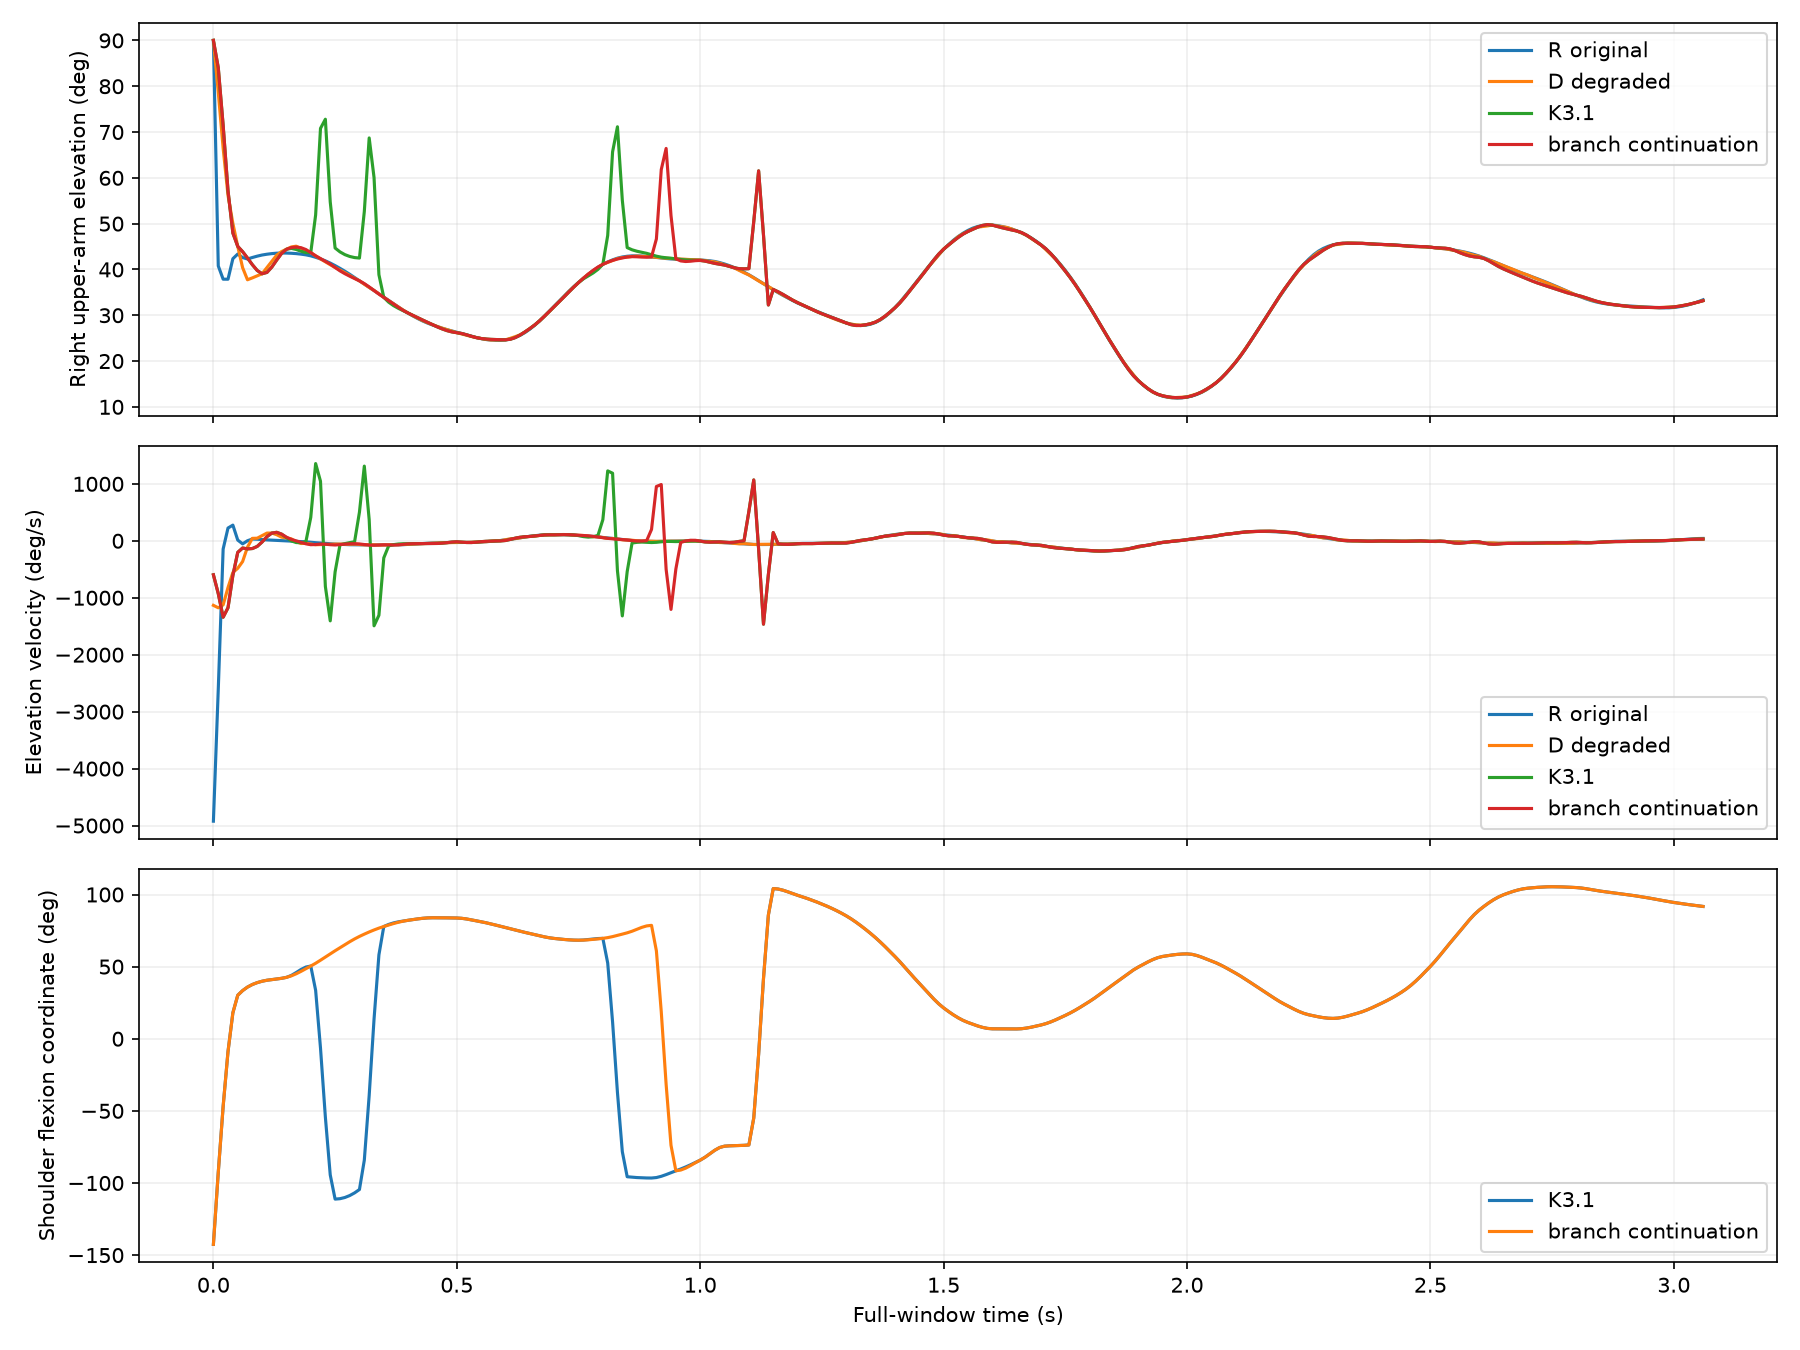 Right upper-arm elevation (deg)
90
80
70
60
50
40
30
20
10
R original
D degraded
K3.1
branch continuation
Elevation velocity (deg/s)
1000
0
−1000
−2000
−3000
−4000
−5000
R original
D degraded
K3.1
branch continuation
Shoulder flexion coordinate (deg)
100
50
0
−50
−100
−150
K3.1
branch continuation
0.0 0.5 1.0 1.5 2.0 2.5 3.0
Full-window time (s)